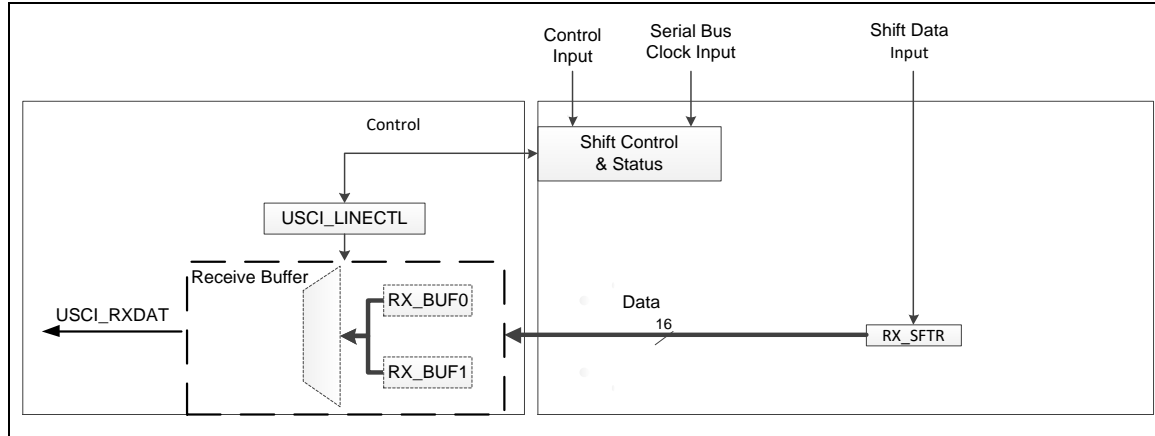 Control
Input
Serial Bus
Clock Input
Shift Data
Input
Control
Shift Control
& Status
USCI_LINECTL
Receive Buffer
RX_BUF0
USCI_RXDAT
Data
16
RX_SFTR
RX_BUF1